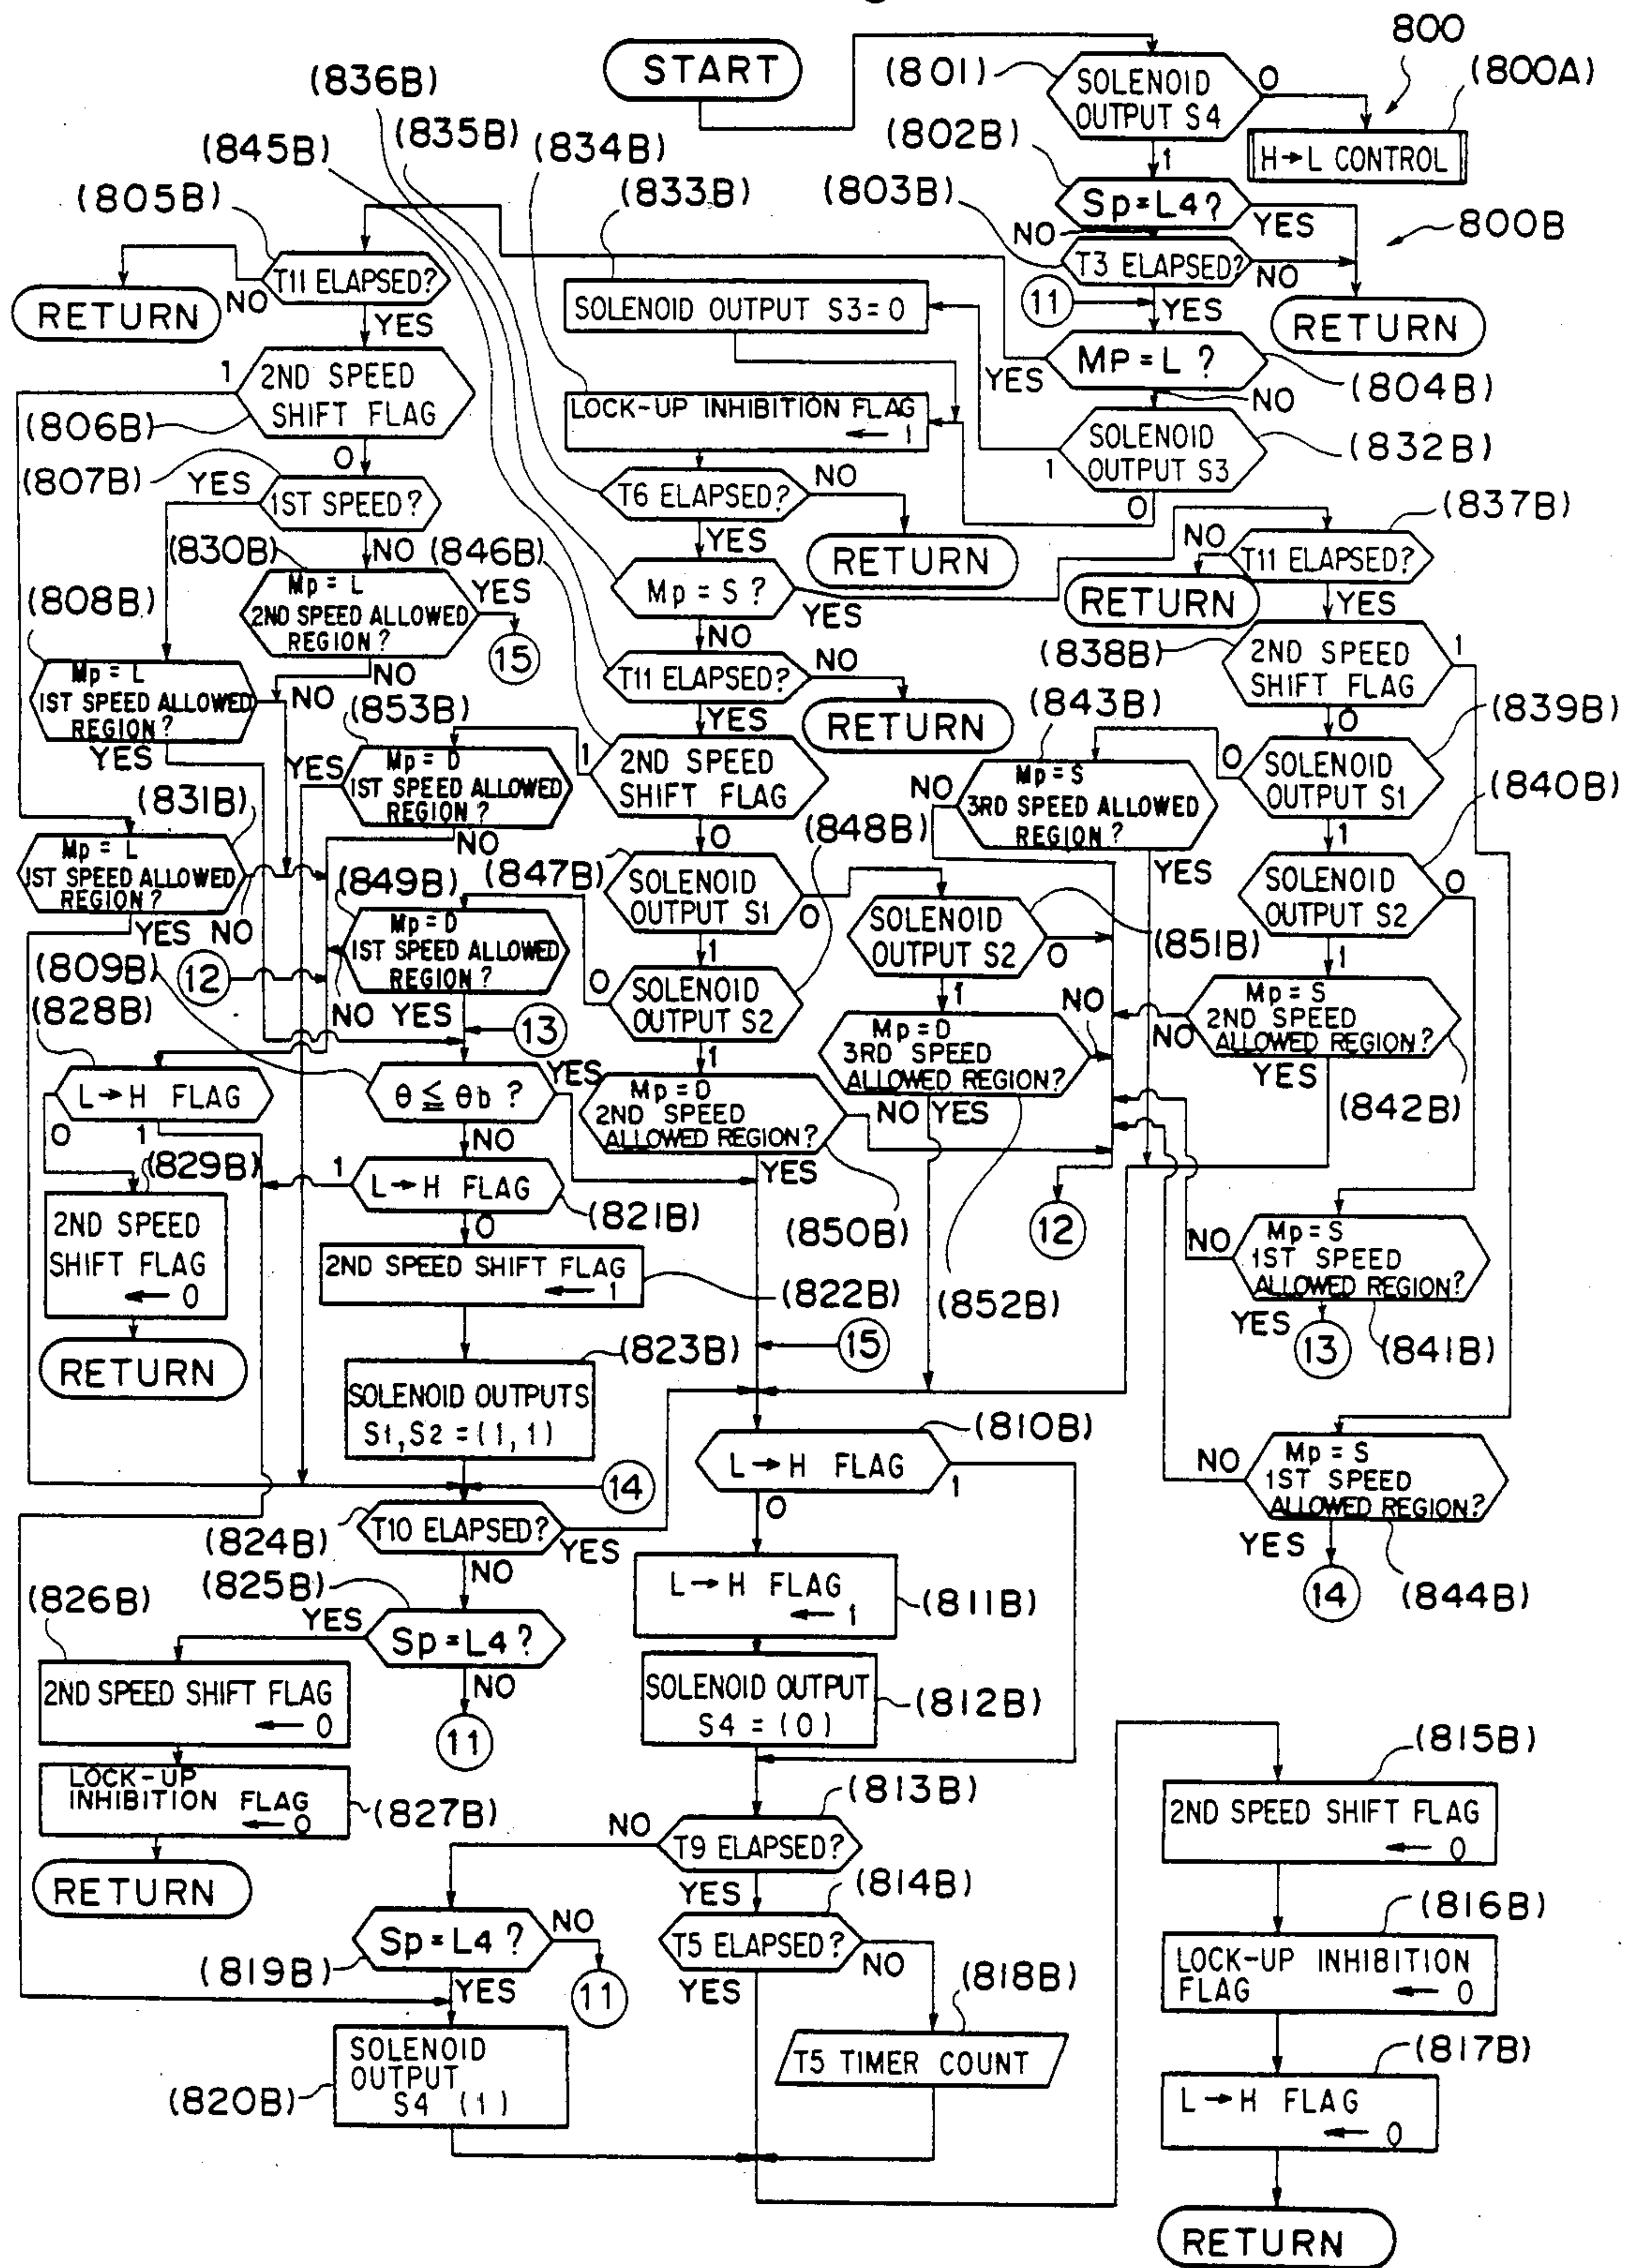 START
(801)
SOLENOID
OUTPUT S4
0
1
800
(800A)
H→L CONTROL
(802B)
Sp=L4?
YES
NO
800B
(803B)
T3 ELAPSED?
NO
YES
RETURN
11
MP = L ?
YES
NO
(804B)
SOLENOID
OUTPUT S3
1
0
(832B)
(836B)
(835B)
(845B)
(834B)
(833B)
SOLENOID OUTPUT S3=0
LOCK-UP INHIBITION FLAG
← 1
T6 ELAPSED?
NO
YES
RETURN
Mp = S ?
YES
NO
T11 ELAPSED?
NO
YES
RETURN
(846B)
2ND SPEED
SHIFT FLAG
1
0
(805B)
T11 ELAPSED?
NO
YES
RETURN
2ND SPEED
SHIFT FLAG
1
0
(806B)
(807B)
1ST SPEED?
YES
NO
(830B)
Mp = L
2ND SPEED ALLOWED
REGION?
YES
NO
15
(808B)
Mp = L
1ST SPEED ALLOWED
REGION?
NO
YES
(831B)
Mp = L
1ST SPEED ALLOWED
REGION?
YES NO
(853B)
Mp = D
1ST SPEED ALLOWED
REGION?
YES
NO
(847B)
SOLENOID
OUTPUT S1
0
1
(848B)
SOLENOID
OUTPUT S2
0
1
(849B)
Mp = D
1ST SPEED ALLOWED
REGION?
NO YES
12
13
(851B)
SOLENOID
OUTPUT S2
0
1
Mp = D
3RD SPEED
ALLOWED REGION?
NO
YES
(852B)
Mp = D
2ND SPEED
ALLOWED REGION?
NO
YES
(850B)
(837B)
T11 ELAPSED?
NO
YES
RETURN
(838B)
2ND SPEED
SHIFT FLAG
1
0
(839B)
SOLENOID
OUTPUT S1
0
1
(843B)
Mp = S
3RD SPEED ALLOWED
REGION?
NO
YES
(840B)
SOLENOID
OUTPUT S2
0
1
Mp = S
2ND SPEED
ALLOWED REGION?
NO
YES
(842B)
12
Mp = S
1ST SPEED
ALLOWED REGION?
NO
YES
13
(841B)
Mp = S
1ST SPEED
ALLOWED REGION?
NO
YES
14
(844B)
(809B)
θ ≦ θb ?
YES
NO
(828B)
L→H FLAG
0
1
(829B)
2ND SPEED
SHIFT FLAG
← 0
RETURN
L→H FLAG
1
0
(821B)
2ND SPEED SHIFT FLAG
← 1
(822B)
(823B)
SOLENOID OUTPUTS
S1,S2 = (1,1)
14
15
(824B)
T10 ELAPSED?
YES
NO
(825B)
Sp=L4?
YES
NO
11
(826B)
2ND SPEED SHIFT FLAG
← 0
LOCK-UP
INHIBITION FLAG
← 0
(827B)
RETURN
(810B)
L→H FLAG
0
1
L→H FLAG
← 1
(811B)
SOLENOID OUTPUT
S4 = (0)
(812B)
(813B)
T9 ELAPSED?
NO
YES
(814B)
T5 ELAPSED?
NO
YES
(818B)
T5 TIMER COUNT
Sp=L4 ?
NO
YES
(819B)
11
SOLENOID
OUTPUT
S4 (1)
(820B)
(815B)
2ND SPEED SHIFT FLAG
← 0
(816B)
LOCK-UP INHIBITION
FLAG
← 0
(817B)
L→H FLAG
← 0
RETURN